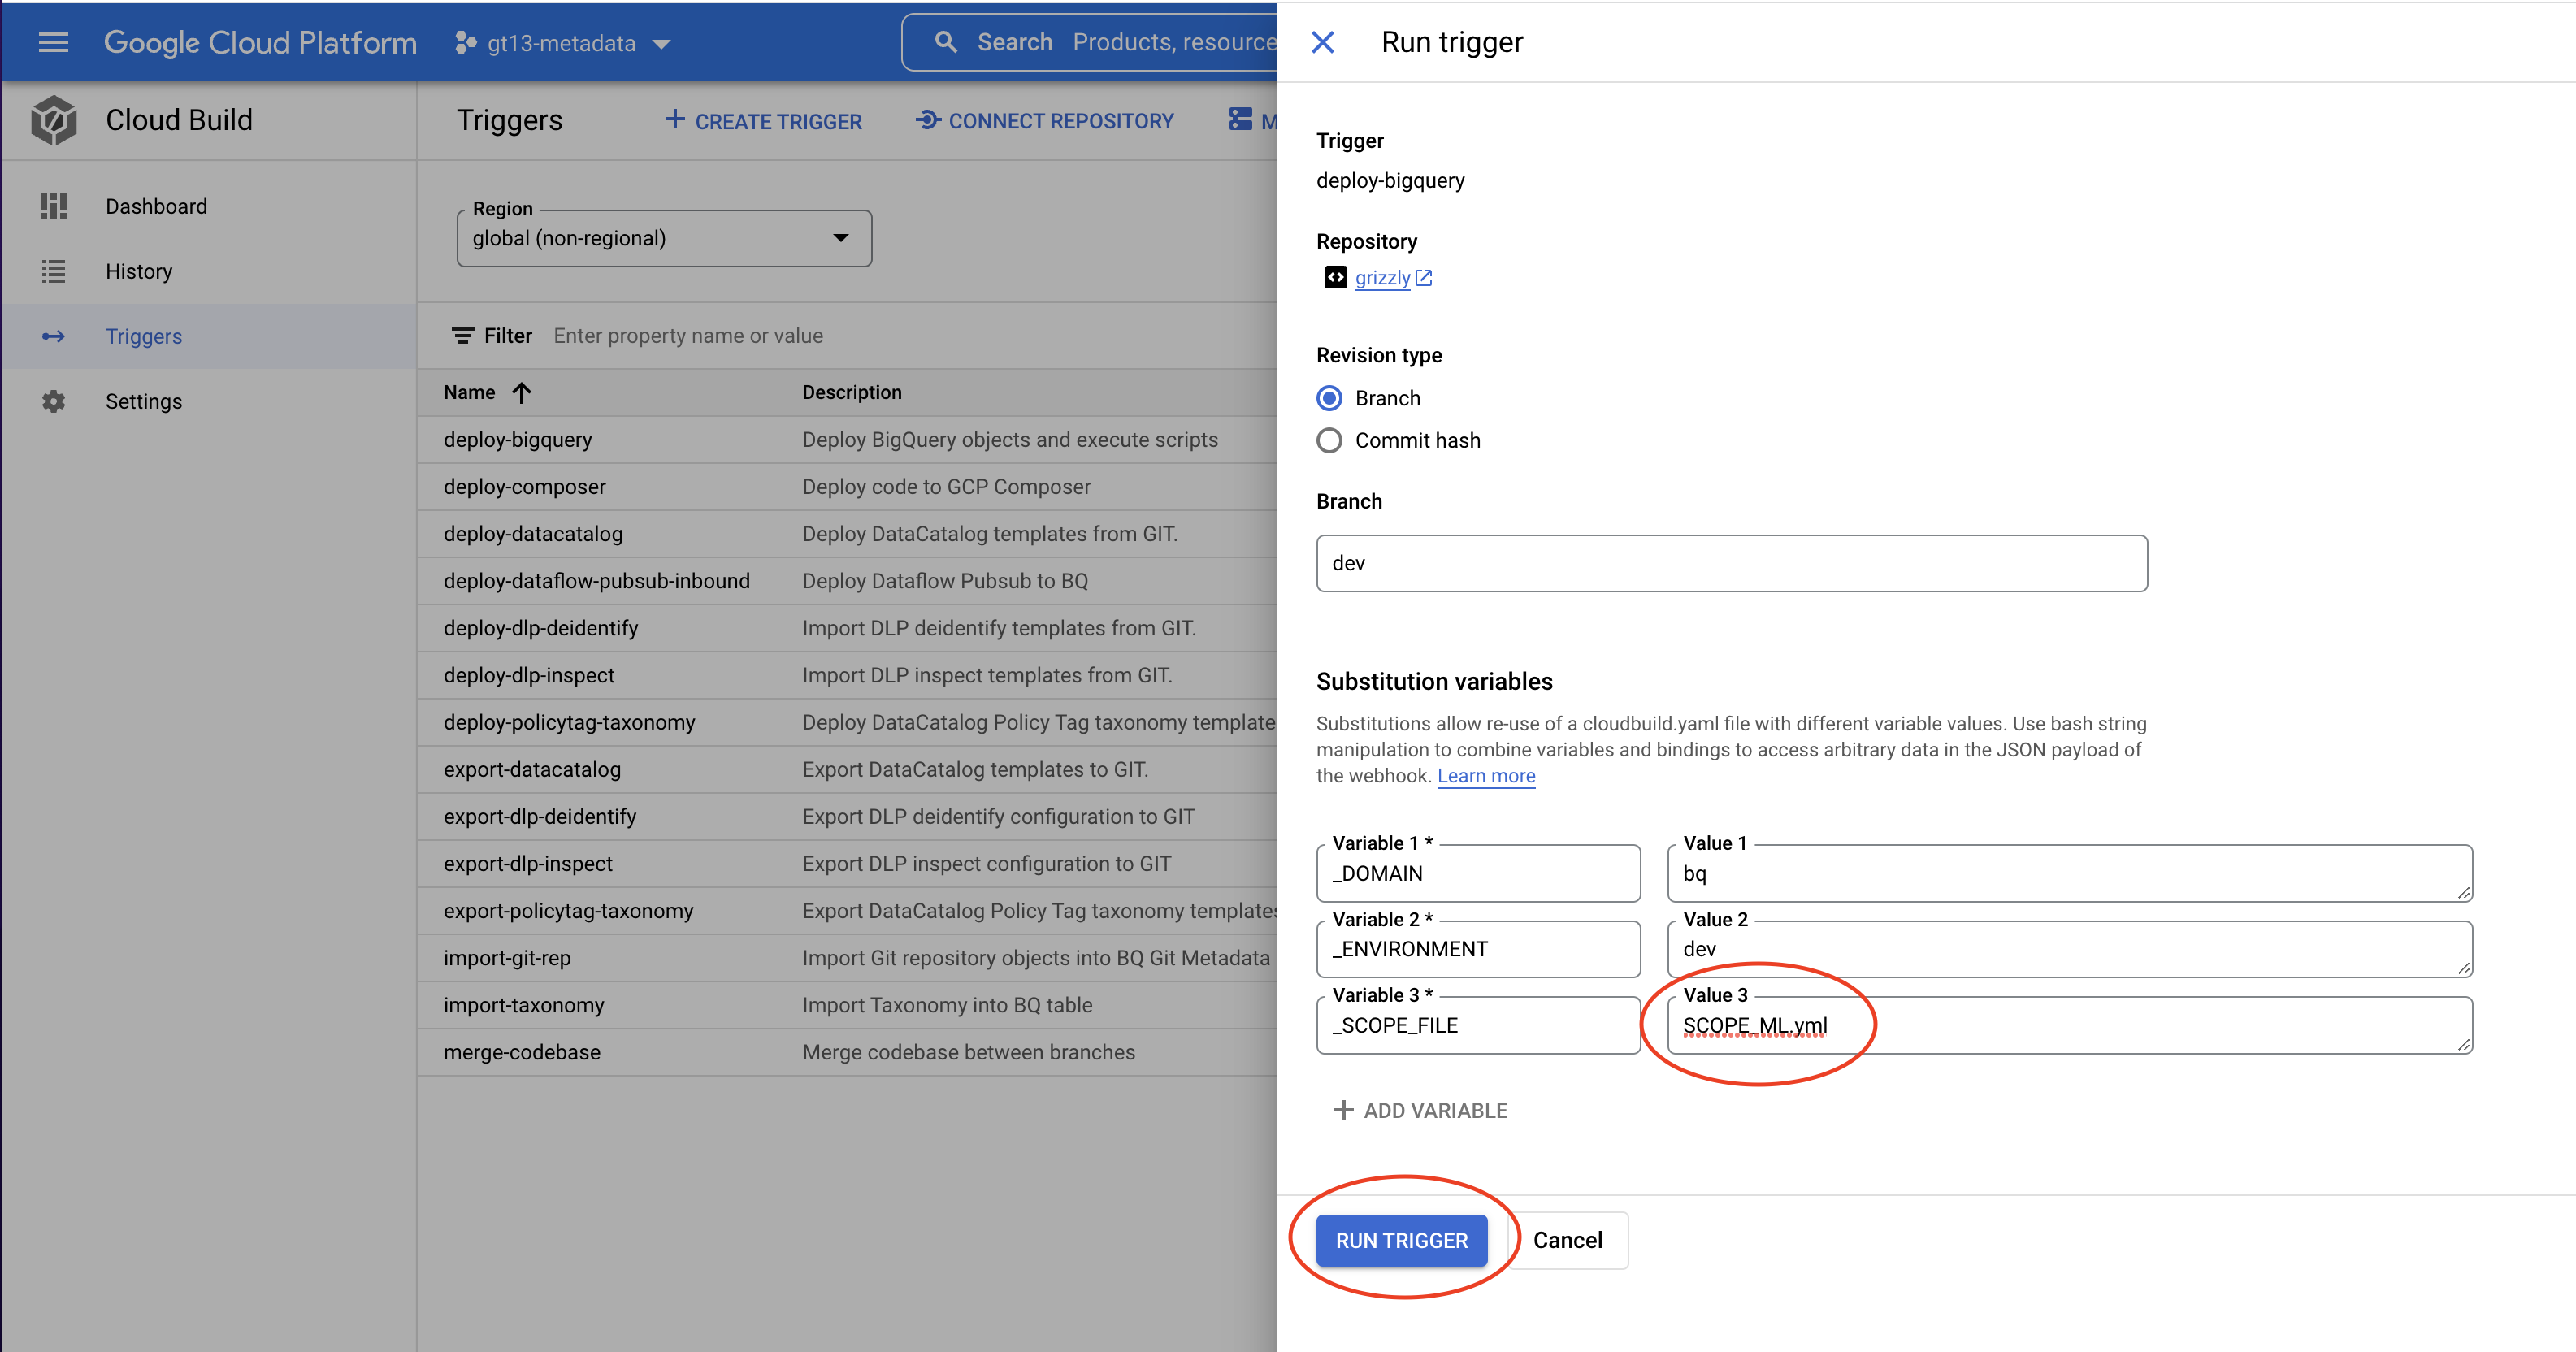 Google Cloud Platform
gt13-metadata
Search Products, resource
Cloud Build
Dashboard
History
Triggers
Settings
Triggers
CREATE TRIGGER
CONNECT REPOSITORY
M
Region
global (non-regional)
Filter Enter property name or value
Name Description
deploy-bigquery Deploy BigQuery objects and execute scripts
deploy-composer Deploy code to GCP Composer
deploy-datacatalog Deploy DataCatalog templates from GIT.
deploy-dataflow-pubsub-inbound Deploy Dataflow Pubsub to BQ
deploy-dlp-deidentify Import DLP deidentify templates from GIT.
deploy-dlp-inspect Import DLP inspect templates from GIT.
deploy-policytag-taxonomy Deploy DataCatalog Policy Tag taxonomy template
export-datacatalog Export DataCatalog templates to GIT.
export-dlp-deidentify Export DLP deidentify configuration to GIT
export-dlp-inspect Export DLP inspect configuration to GIT
export-policytag-taxonomy Export DataCatalog Policy Tag taxonomy templates
import-git-rep Import Git repository objects into BQ Git Metadata
import-taxonomy Import Taxonomy into BQ table
merge-codebase Merge codebase between branches
Run trigger
Trigger
deploy-bigquery
Repository
grizzly
Revision type
Branch
Commit hash
Branch
dev
Substitution variables
Substitutions allow re-use of a cloudbuild.yaml file with different variable values. Use bash string
manipulation to combine variables and bindings to access arbitrary data in the JSON payload of
the webhook. Learn more
Variable 1 * Value 1
_DOMAIN bq
Variable 2 * Value 2
_ENVIRONMENT dev
Variable 3 * Value 3
_SCOPE_FILE SCOPE_ML.yml
ADD VARIABLE
RUN TRIGGER Cancel